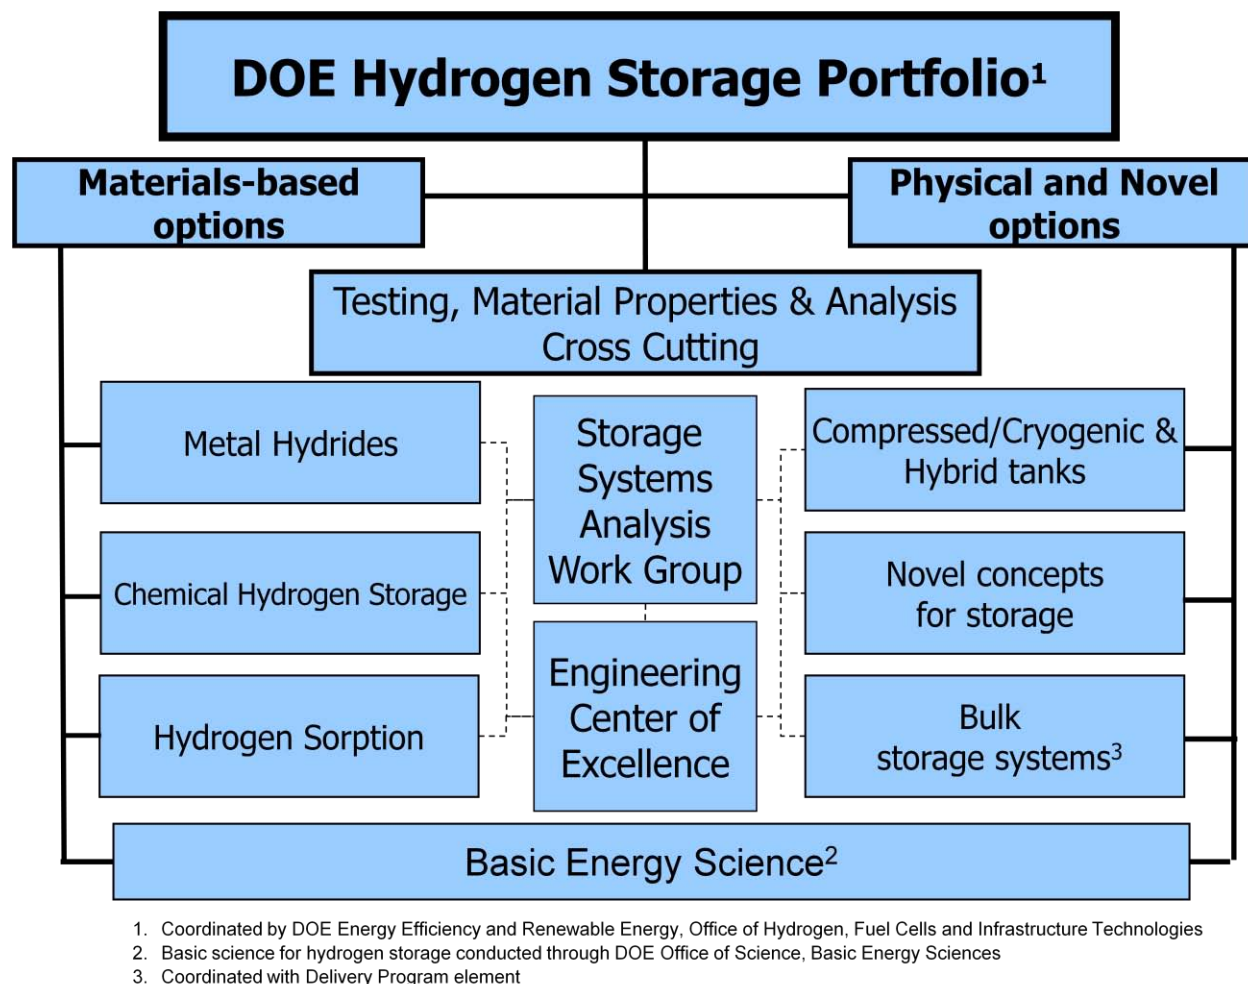 DOE Hydrogen Storage Portfolio¹
Materials-based
options
Physical and Novel
options
Testing, Material Properties & Analysis
Cross Cutting
Metal Hydrides
Storage
Systems
Analysis
Work Group
Compressed/Cryogenic &
Hybrid tanks
Chemical Hydrogen Storage
Novel concepts
for storage
Hydrogen Sorption
Engineering
Center of
Excellence
Bulk
storage systems³
Basic Energy Science²
1. Coordinated by DOE Energy Efficiency and Renewable Energy, Office of Hydrogen, Fuel Cells and Infrastructure Technologies
2. Basic science for hydrogen storage conducted through DOE Office of Science, Basic Energy Sciences
3. Coordinated with Delivery Program element